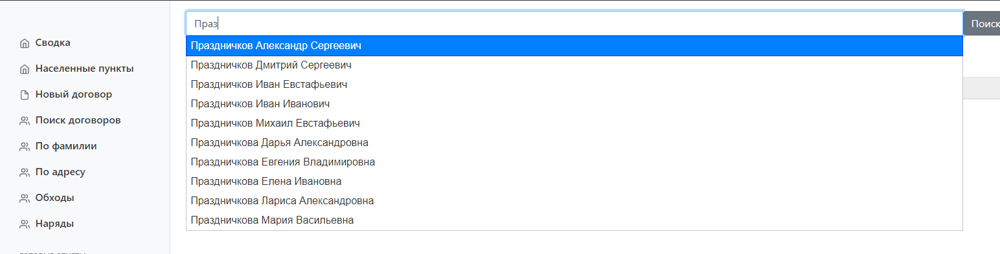 Сводка
Населенные пункты
Новый договор
Поиск договоров
По фамилии
По адресу
Обходы
Наряды
Праз
Поиск
Праздничков Александр Сергеевич
Праздничков Дмитрий Сергеевич
Праздничков Иван Евстафьевич
Праздничков Иван Иванович
Праздничков Михаил Евстафьевич
Праздничкова Дарья Александровна
Праздничкова Евгения Владимировна
Праздничкова Елена Ивановна
Праздничкова Лариса Александровна
Праздничкова Мария Васильевна